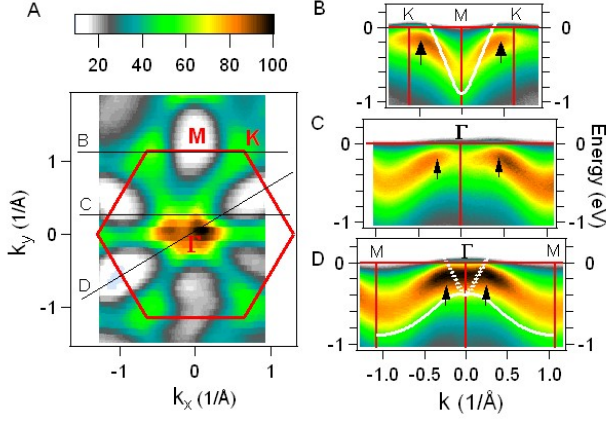 A
20 40 60 80 100
B
C
D
M
K
Γ
1
0
-1
k_y (1/Å)
-1 0 1
k_x (1/Å)
B
K M K
0
-1
0
-1
C
Γ
0
-1
0
-1
Energy (eV)
D
M Γ M
0
-1
0
-1
-1.0 -0.5 0.0 0.5 1.0
k (1/Å)